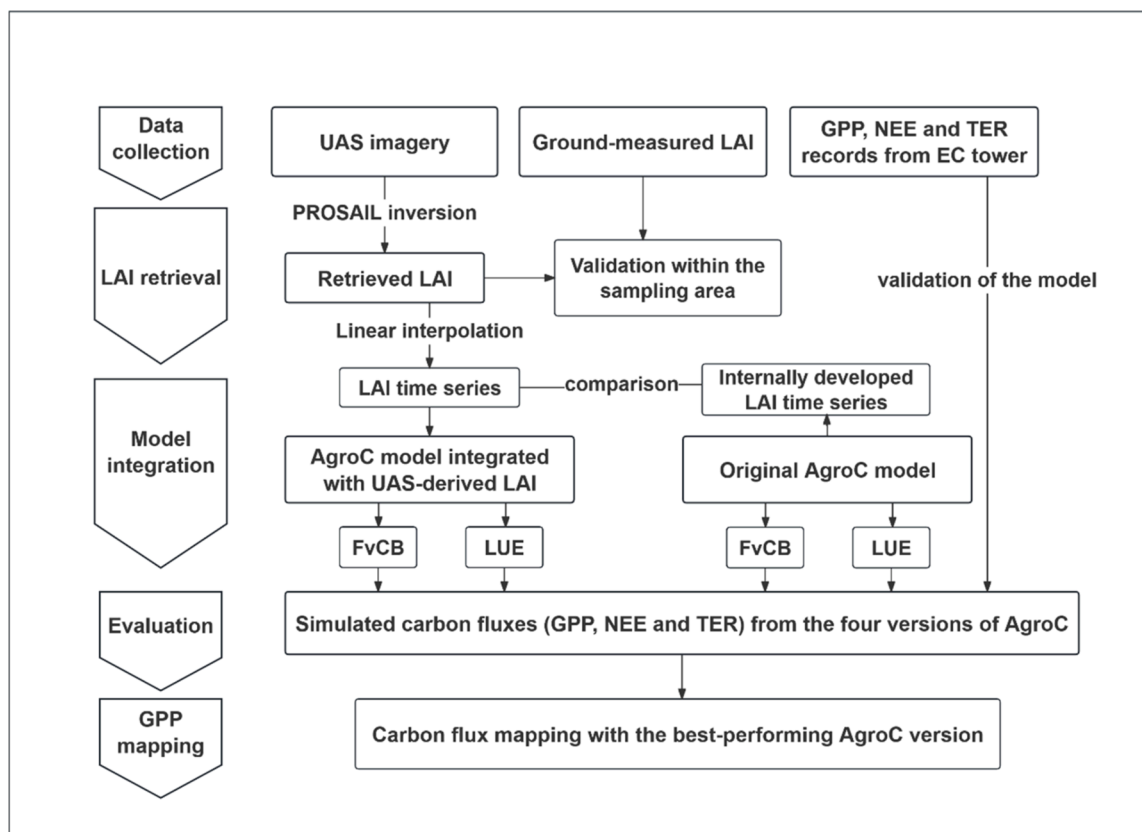 Data
collection
UAS imagery
Ground-measured LAI
GPP, NEE and TER
records from EC tower
PROSAIL inversion
LAI retrieval
Retrieved LAI
Validation within the
sampling area
validation of the model
Linear interpolation
Model
integration
LAI time series
comparison
Internally developed
LAI time series
AgroC model integrated
with UAS-derived LAI
Original AgroC model
FvCB
LUE
FvCB
LUE
Evaluation
Simulated carbon fluxes (GPP, NEE and TER) from the four versions of AgroC
GPP
mapping
Carbon flux mapping with the best-performing AgroC version